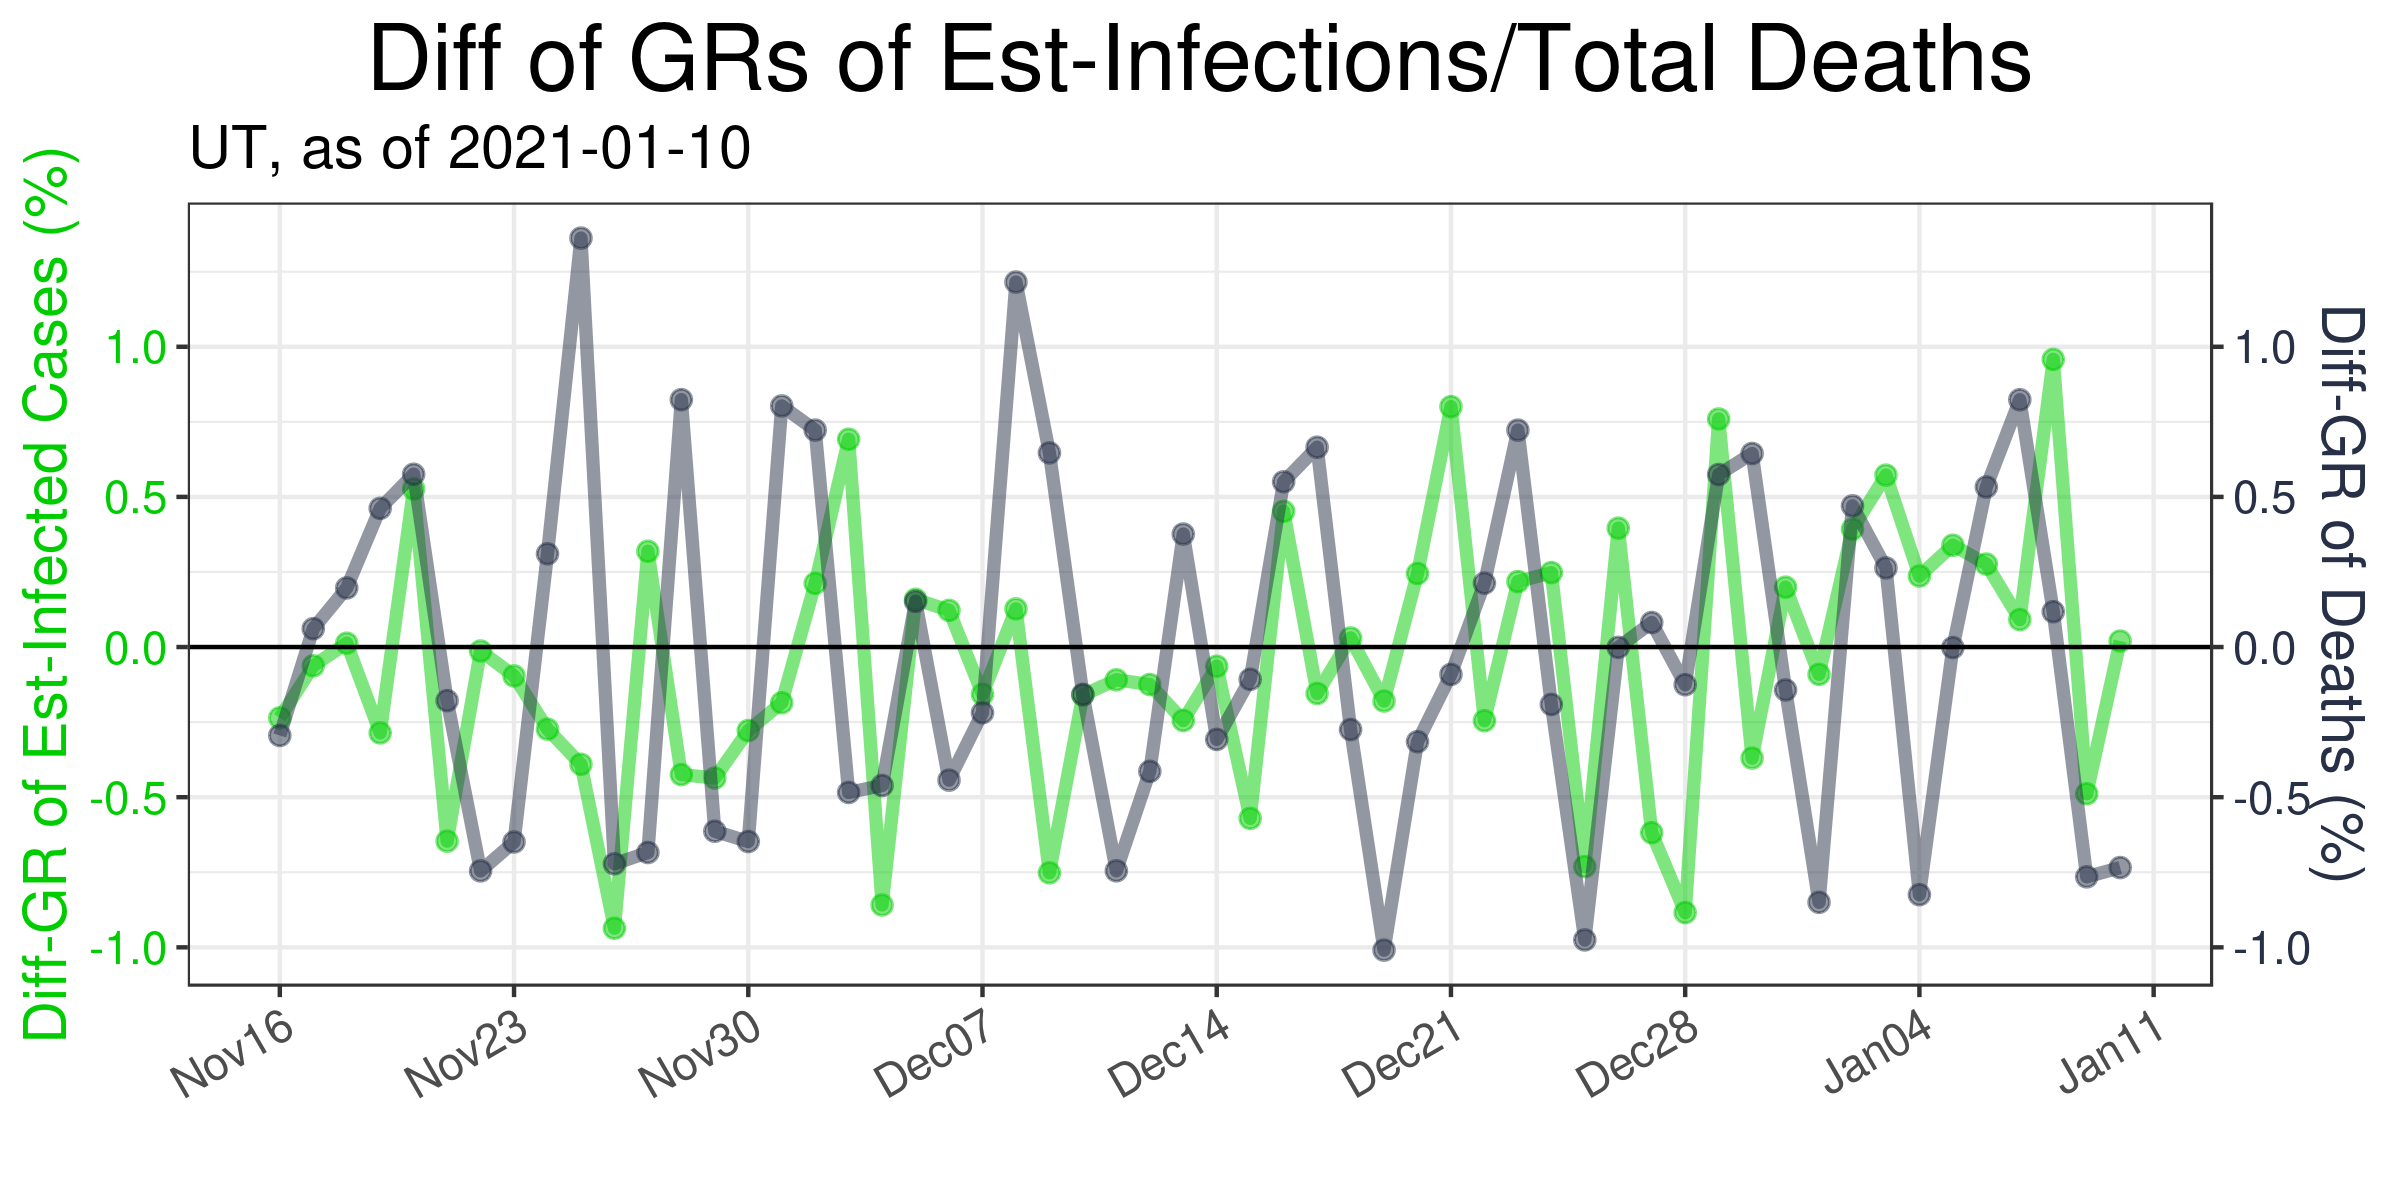 Diff of GRs of Est-Infections/Total Deaths
UT, as of 2021-01-10
Diff-GR of Est-Infected Cases (%)
1.0
0.5
0.0
-0.5
-1.0
1.0
0.5
0.0
-0.5
-1.0
Diff-GR of Deaths (%)
Nov16
Nov23
Nov30
Dec07
Dec14
Dec21
Dec28
Jan04
Jan11